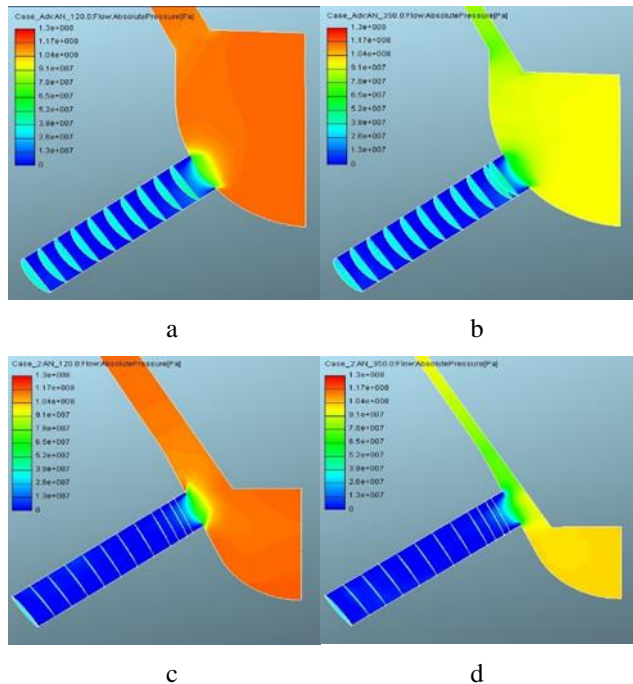 Case_Adv:AN_120.0:Flow:AbsolutePressure[Pa]
1.3e+008
1.17e+008
1.04e+008
9.1e+007
7.8e+007
6.5e+007
5.2e+007
3.9e+007
2.6e+007
1.3e+007
0
Case_Adv:AN_350.0:Flow:AbsolutePressure[Pa]
1.3e+008
1.17e+008
1.04e+008
9.1e+007
7.8e+007
6.5e+007
5.2e+007
3.9e+007
2.6e+007
1.3e+007
0
a
b
Case_2:AN_120.0:Flow:AbsolutePressure[Pa]
1.3e+008
1.17e+008
1.04e+008
9.1e+007
7.8e+007
6.5e+007
5.2e+007
3.9e+007
2.6e+007
1.3e+007
0
Case_2:AN_350.0:Flow:AbsolutePressure[Pa]
1.3e+008
1.17e+008
1.04e+008
9.1e+007
7.8e+007
6.5e+007
5.2e+007
3.9e+007
2.6e+007
1.3e+007
0
c
d